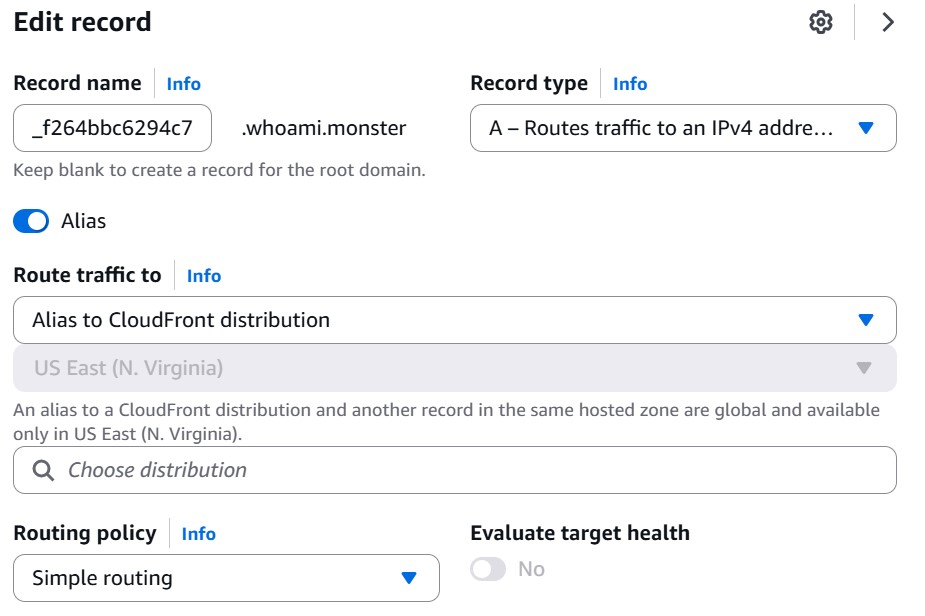 Edit record
Record name Info
_f264bbc6294c7 .whoami.monster
Keep blank to create a record for the root domain.
Record type Info
A – Routes traffic to an IPv4 addre...
Alias
Route traffic to Info
Alias to CloudFront distribution
US East (N. Virginia)
An alias to a CloudFront distribution and another record in the same hosted zone are global and available
only in US East (N. Virginia).
Choose distribution
Routing policy Info
Simple routing
Evaluate target health
No